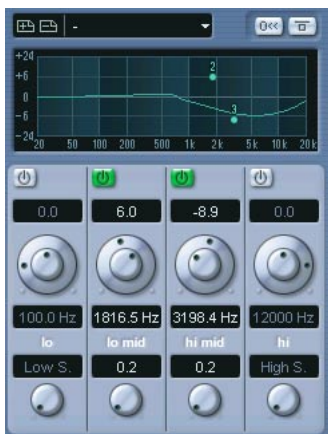 -
0<<
+24
+6
2
0
-6
3
-24
20 50 100 200 500 1k 2k 5k 10k 20k
0.0 6.0 -8.9 0.0
100.0 Hz 1816.5 Hz 3198.4 Hz 12000 Hz
lo lo mid hi mid hi
Low S. 0.2 0.2 High S.